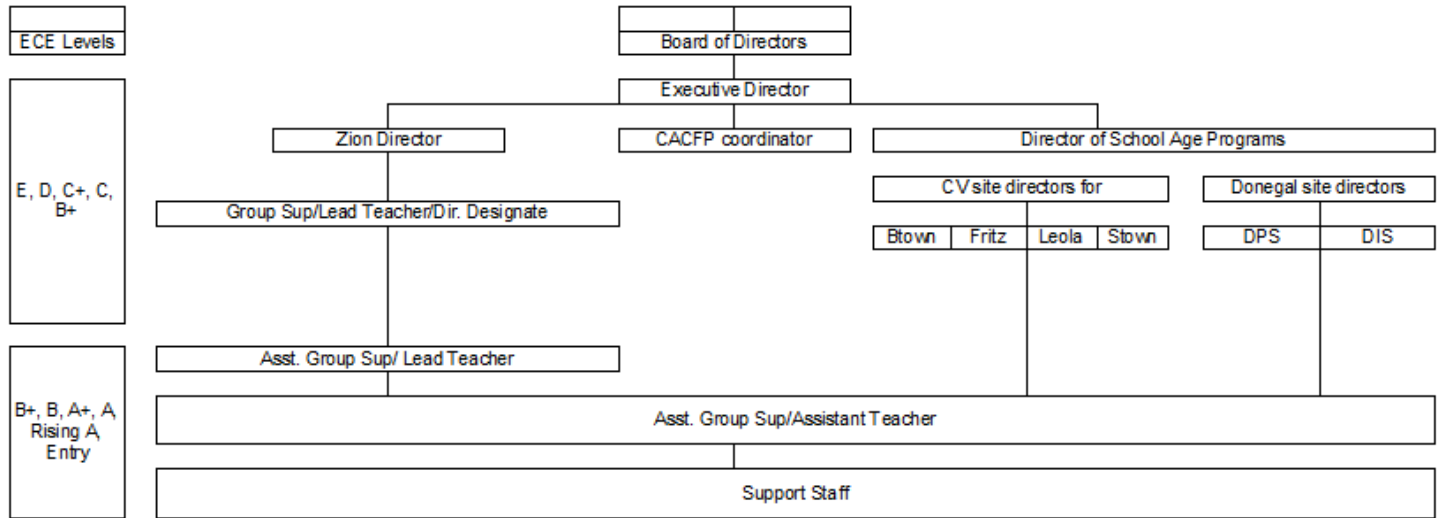 ECE Levels
Board of Directors
Executive Director
Zion Director
CACFP coordinator
Director of School Age Programs
E, D, C+, C,
B+
CV site directors for
Donegal site directors
Group Sup/Lead Teacher/Dir. Designate
Btown
Fritz
Leola
Stown
DPS
DIS
Asst. Group Sup/ Lead Teacher
B+, B, A+, A,
Rising A,
Entry
Asst. Group Sup/Assistant Teacher
Support Staff